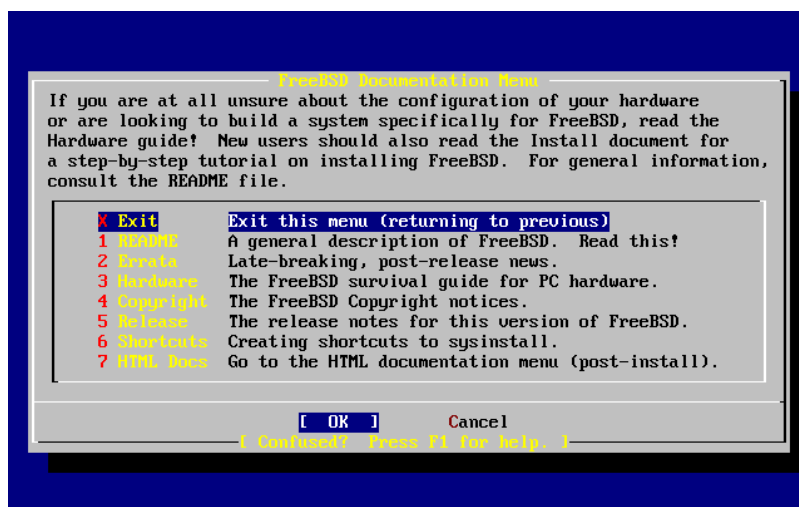 FreeBSD Documentation Menu
If you are at all unsure about the configuration of your hardware
or are looking to build a system specifically for FreeBSD, read the
Hardware guide!  New users should also read the Install document for
a step-by-step tutorial on installing FreeBSD.  For general information,
consult the README file.
X Exit       Exit this menu (returning to previous)
1 README     A general description of FreeBSD.  Read this!
2 Errata     Late-breaking, post-release news.
3 Hardware   The FreeBSD survival guide for PC hardware.
4 Copyright  The FreeBSD Copyright notices.
5 Release    The release notes for this version of FreeBSD.
6 Shortcuts  Creating shortcuts to sysinstall.
7 HTML Docs  Go to the HTML documentation menu (post-install).
[  OK  ]       Cancel
[ Confused?  Press F1 for help. ]